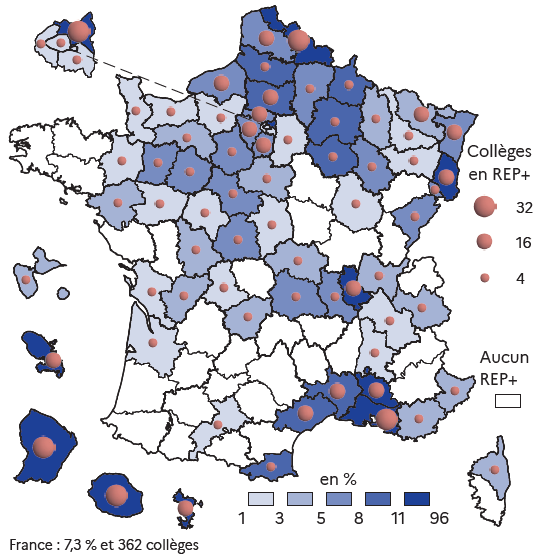 Collèges
en REP+
32
16
4
Aucun
REP+
en %
1 3 5 8 11 96
France : 7,3 % et 362 collèges